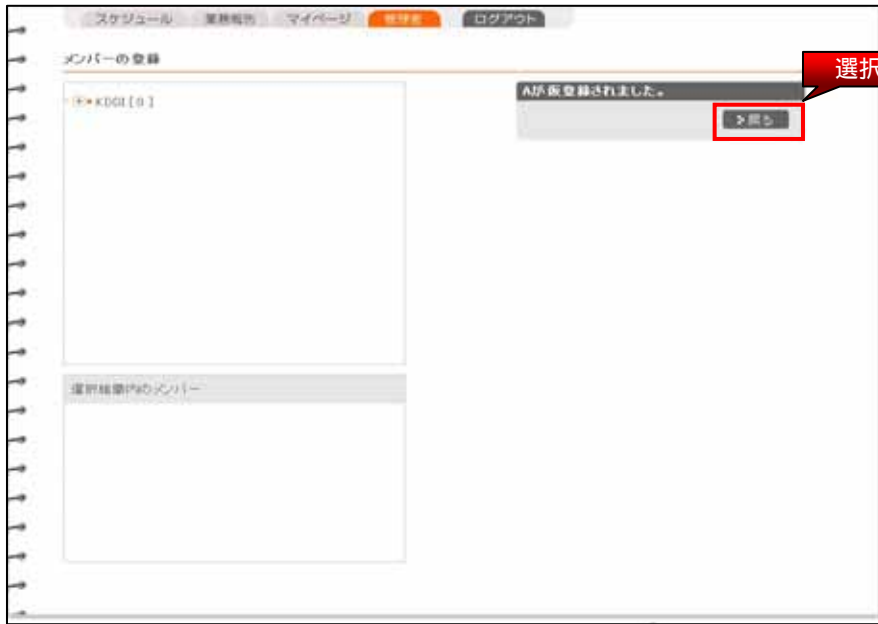 スケジュール 業務報告 マイページ 管理者 ログアウト
メンバーの登録
選択
Aが仮登録されました。
KDGI[0]
戻る
選択組織内のメンバー